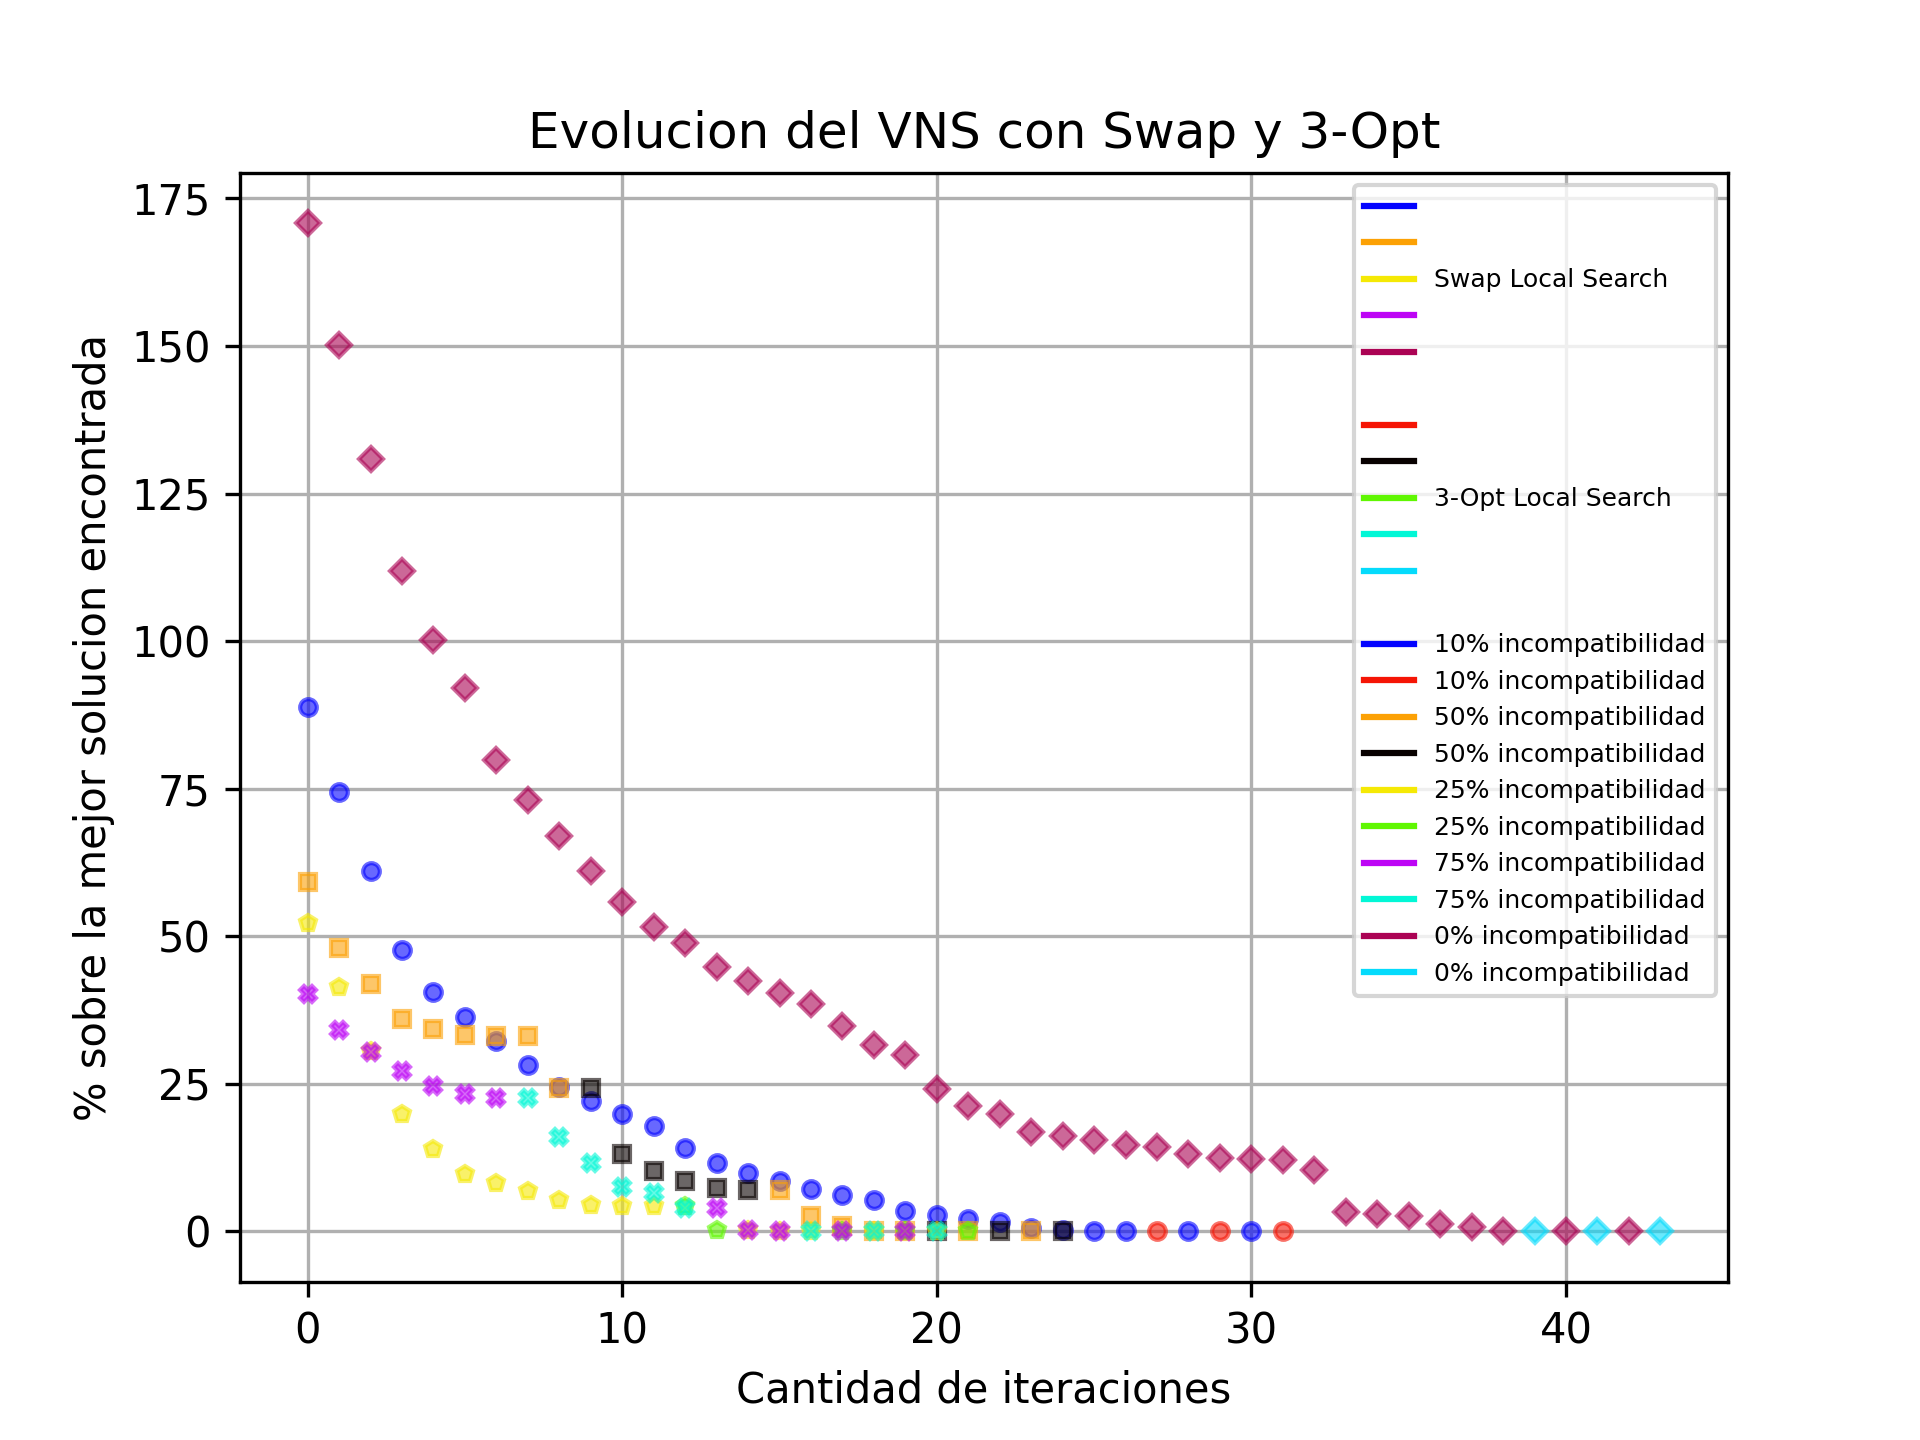 Evolucion del VNS con Swap y 3-Opt
% sobre la mejor solucion encontrada
175
150
125
100
75
50
25
0
Swap Local Search
3-Opt Local Search
10% incompatibilidad
10% incompatibilidad
50% incompatibilidad
50% incompatibilidad
25% incompatibilidad
25% incompatibilidad
75% incompatibilidad
75% incompatibilidad
0% incompatibilidad
0% incompatibilidad
0 10 20 30 40
Cantidad de iteraciones